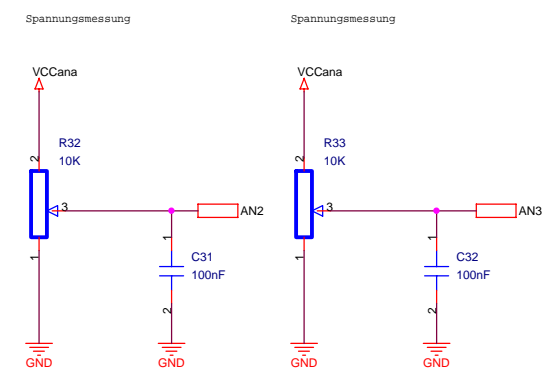 Spannungsmessung
VCCana
R32
10K
2
3
1
AN2
1
C31
100nF
2
GND
GND
Spannungsmessung
VCCana
R33
10K
2
3
1
AN3
1
C32
100nF
2
GND
GND